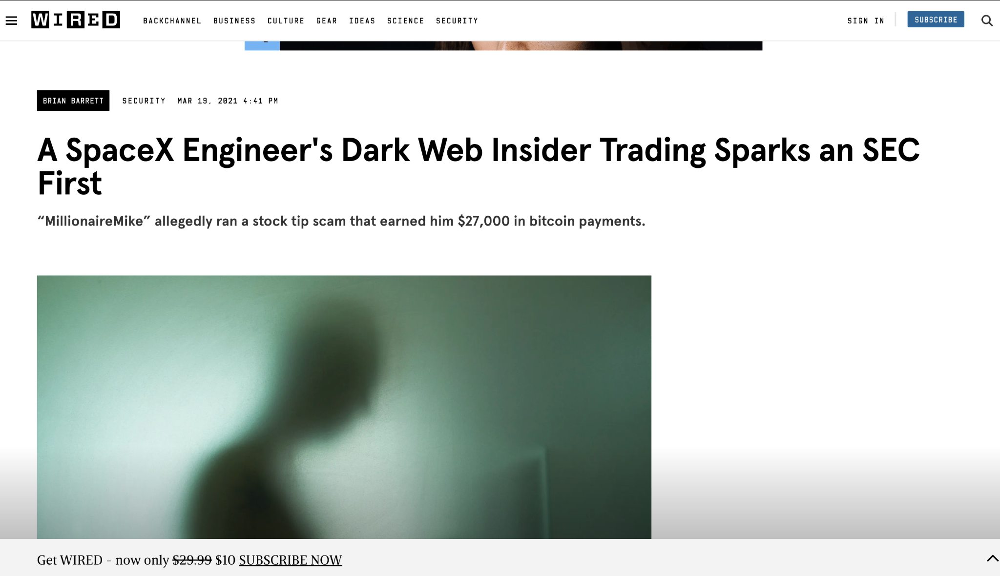 WIRED
BACKCHANNEL BUSINESS CULTURE GEAR IDEAS SCIENCE SECURITY
SIGN IN
SUBSCRIBE
BRIAN BARRETT SECURITY MAR 19, 2021 4:41 PM
A SpaceX Engineer's Dark Web Insider Trading Sparks an SEC
First
“MillionaireMike” allegedly ran a stock tip scam that earned him $27,000 in bitcoin payments.
Get WIRED - now only $29.99 $10 SUBSCRIBE NOW